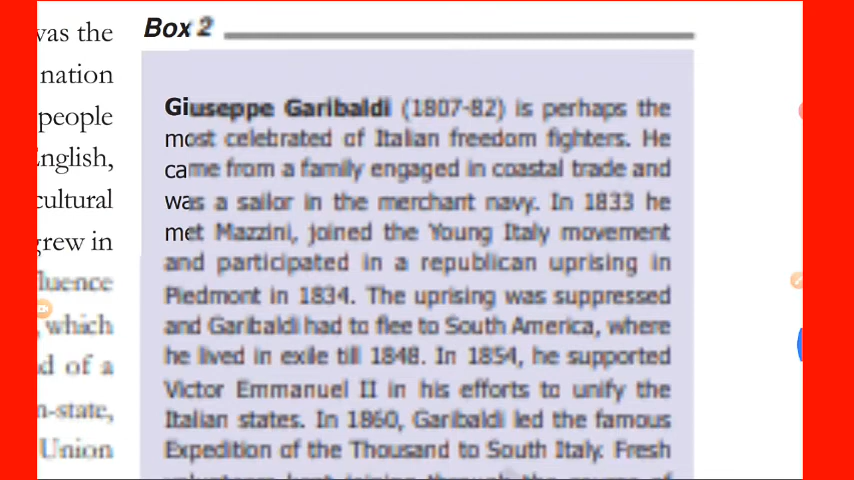 was the
nation
people
English,
cultural
grew in
fluence
, which
d of a
n-state,
Union
Box 2
Giuseppe Garibaldi (1807-82) is perhaps the
most celebrated of Italian freedom fighters. He
came from a family engaged in coastal trade and
was a sailor in the merchant navy. In 1833 he
met Mazzini, joined the Young Italy movement
and participated in a republican uprising in
Piedmont in 1834. The uprising was suppressed
and Garibaldi had to flee to South America, where
he lived in exile till 1848. In 1854, he supported
Victor Emmanuel II in his efforts to unify the
Italian states. In 1860, Garibaldi led the famous
Expedition of the Thousand to South Italy. Fresh